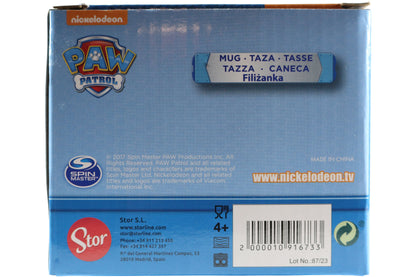 nickelodeon
PAW
PATROL
MUG · TAZA · TASSE
TAZZA · CANECA
Filiżanka
© 2017 Spin Master PAW Productions Inc. All
Rights Reserved. PAW Patrol and all related
titles, logos and characters are trademarks of
Spin Master Ltd. Nickelodeon and all related
titles and logos are trademarks of Viacom
International Inc.
SPIN
MASTER
MADE IN CHINA
www.nickelodeon.tv
Stor
Stor S.L.
www.storline.com
28019 Madrid, Spain
4+
2 000010 916733
Lot No.:87/23